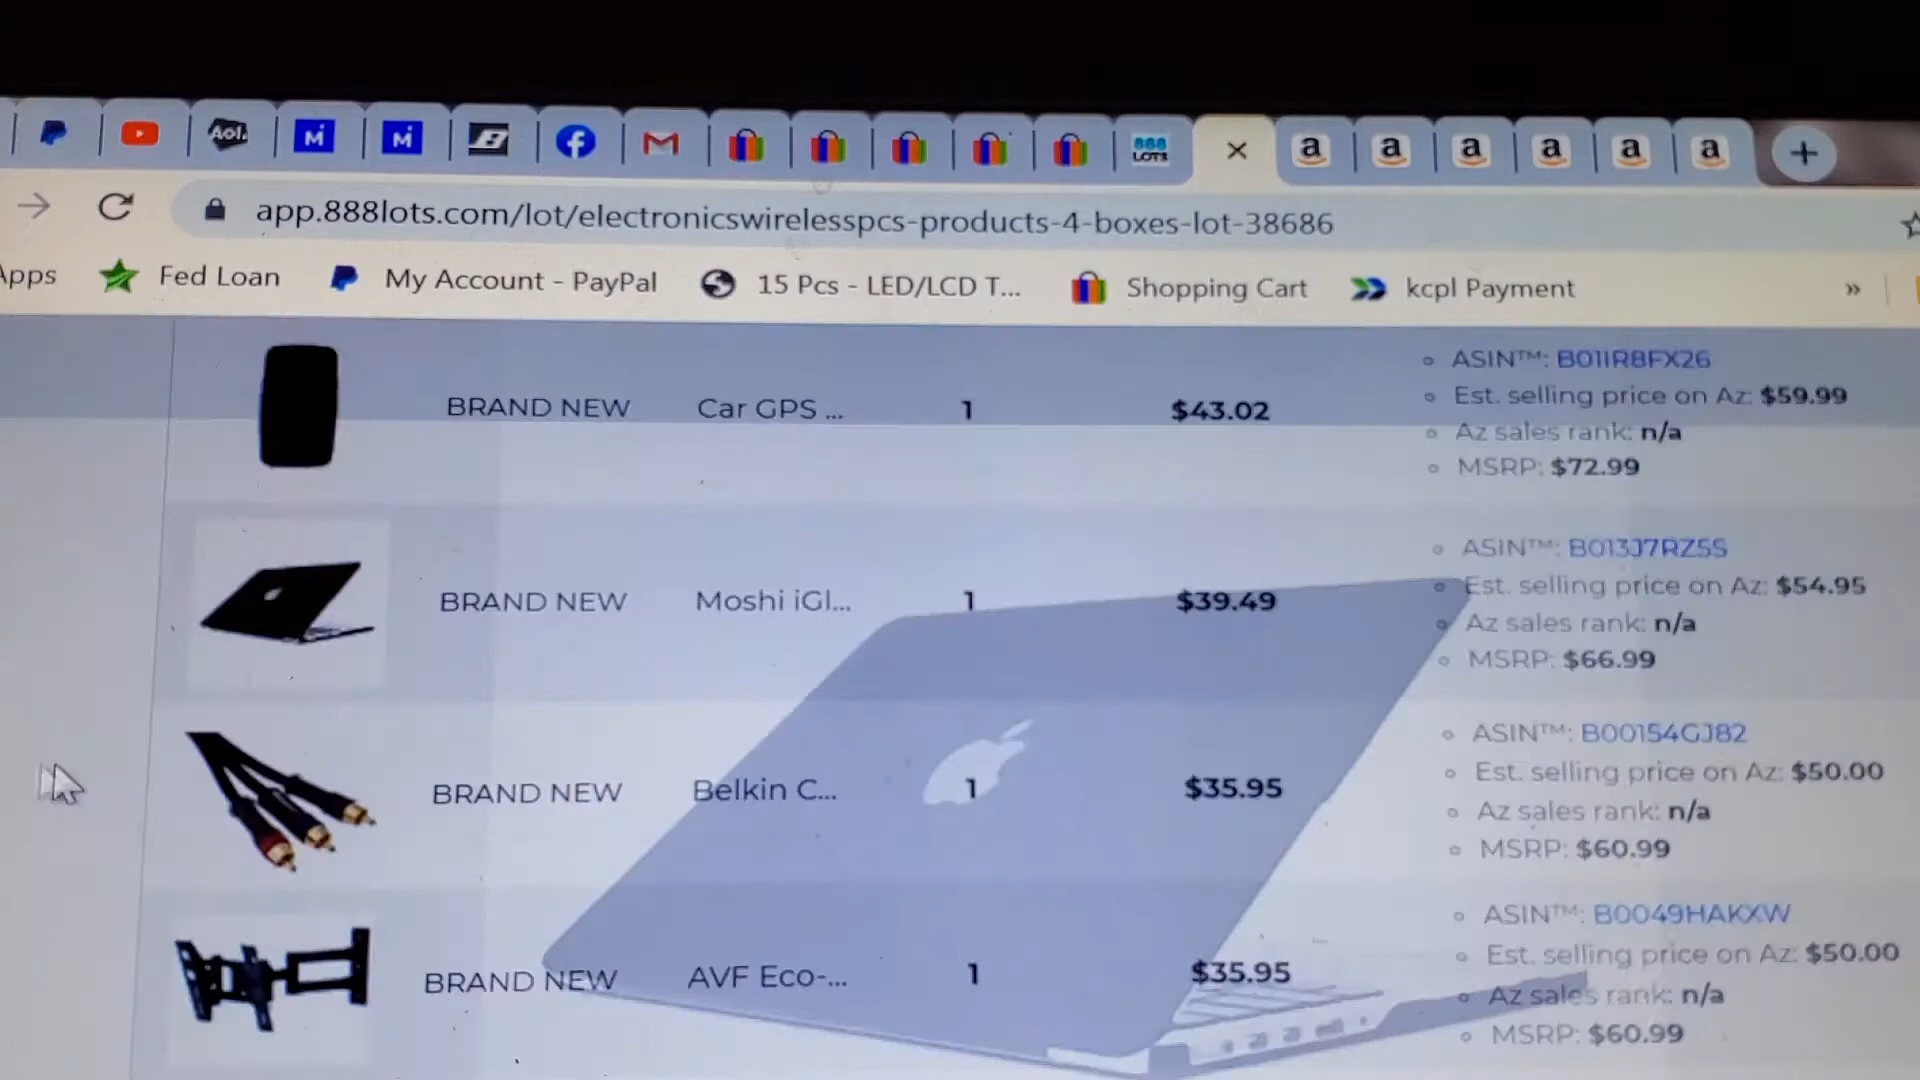 Aol.
888
LOTS
app.888lots.com/lot/electronicswirelesspcs-products-4-boxes-lot-38686
Apps Fed Loan My Account - PayPal 15 Pcs - LED/LCD T... Shopping Cart kcpl Payment »
BRAND NEW Car GPS ... 1 $43.02
ASIN™: B01IR8FX26
Est. selling price on Az: $59.99
Az sales rank: n/a
MSRP: $72.99
BRAND NEW Moshi iGl... 1 $39.49
ASIN™: B013J7RZ5S
Est. selling price on Az: $54.95
Az sales rank: n/a
MSRP: $66.99
BRAND NEW Belkin C... 1 $35.95
ASIN™: B00154GJ82
Est. selling price on Az: $50.00
Az sales rank: n/a
MSRP: $60.99
BRAND NEW AVF Eco-... 1 $35.95
ASIN™: B0049HAKXW
Est. selling price on Az: $50.00
Az sales rank: n/a
MSRP: $60.99